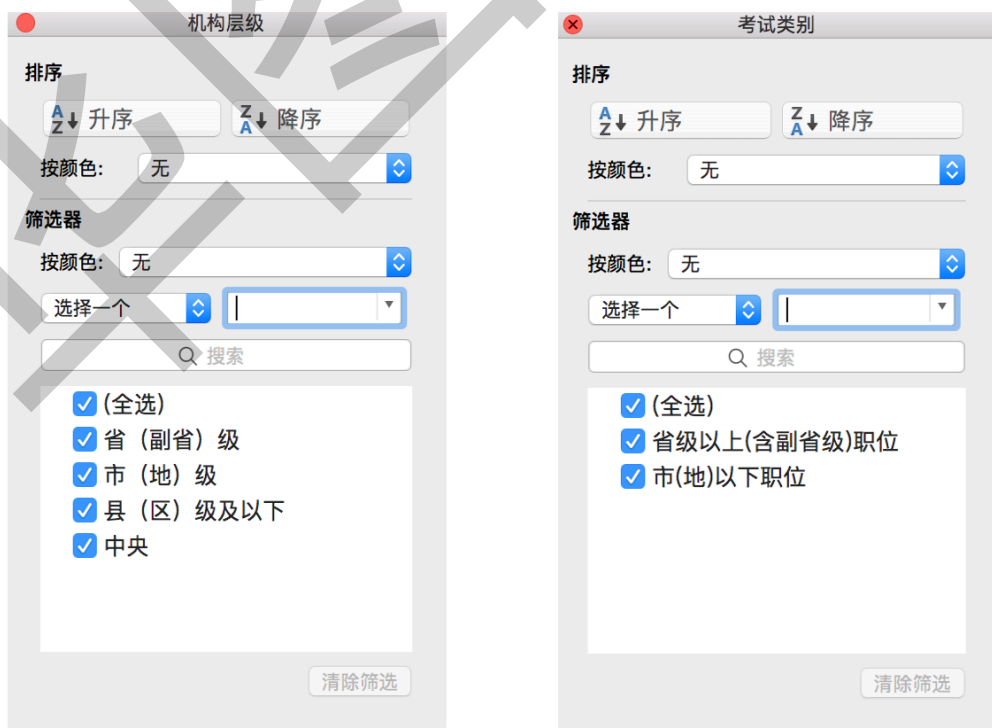 机构层级
排序
A Z 升序
Z A 降序
按颜色: 无
筛选器
按颜色: 无
选择一个
搜索
(全选)
省（副省）级
市（地）级
县（区）级及以下
中央
清除筛选
考试类别
排序
A Z 升序
Z A 降序
按颜色: 无
筛选器
按颜色: 无
选择一个
搜索
(全选)
省级以上(含副省级)职位
市(地)以下职位
清除筛选